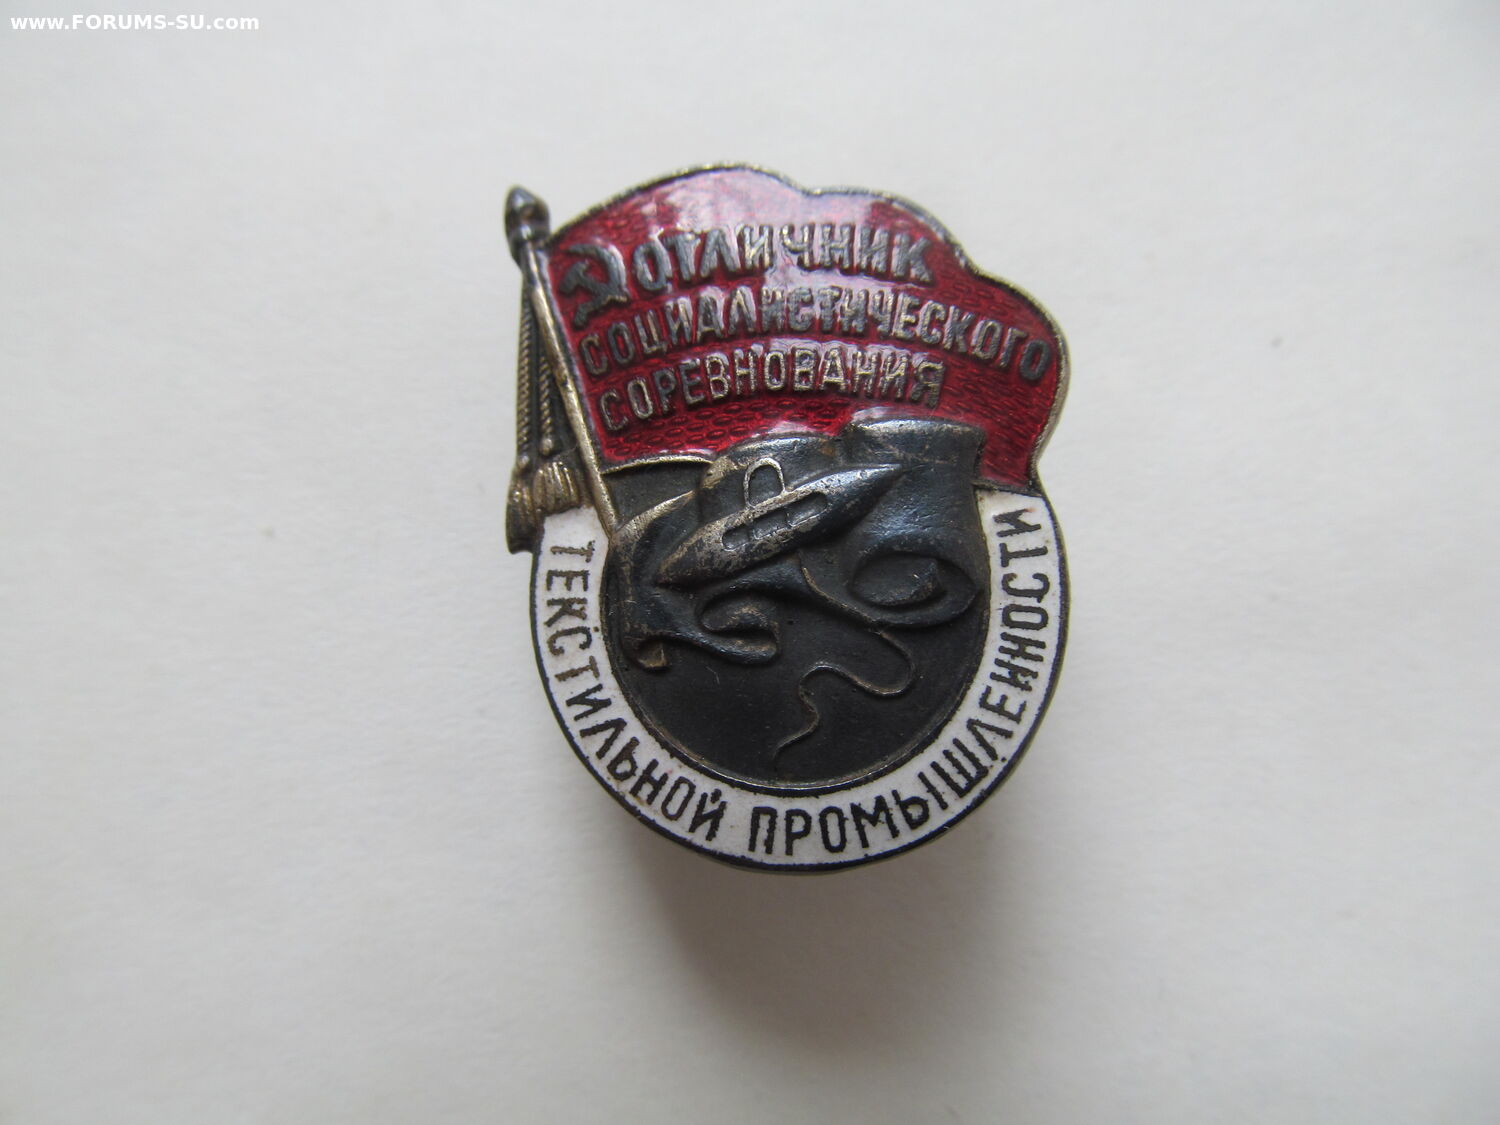 www.FORUMS-SU.com
ОТЛИЧНИК
СОЦИАЛИСТИЧЕСКОГО
СОРЕВНОВАНИЯ
ТЕКСТИЛЬНОЙ ПРОМЫШЛЕННОСТИ